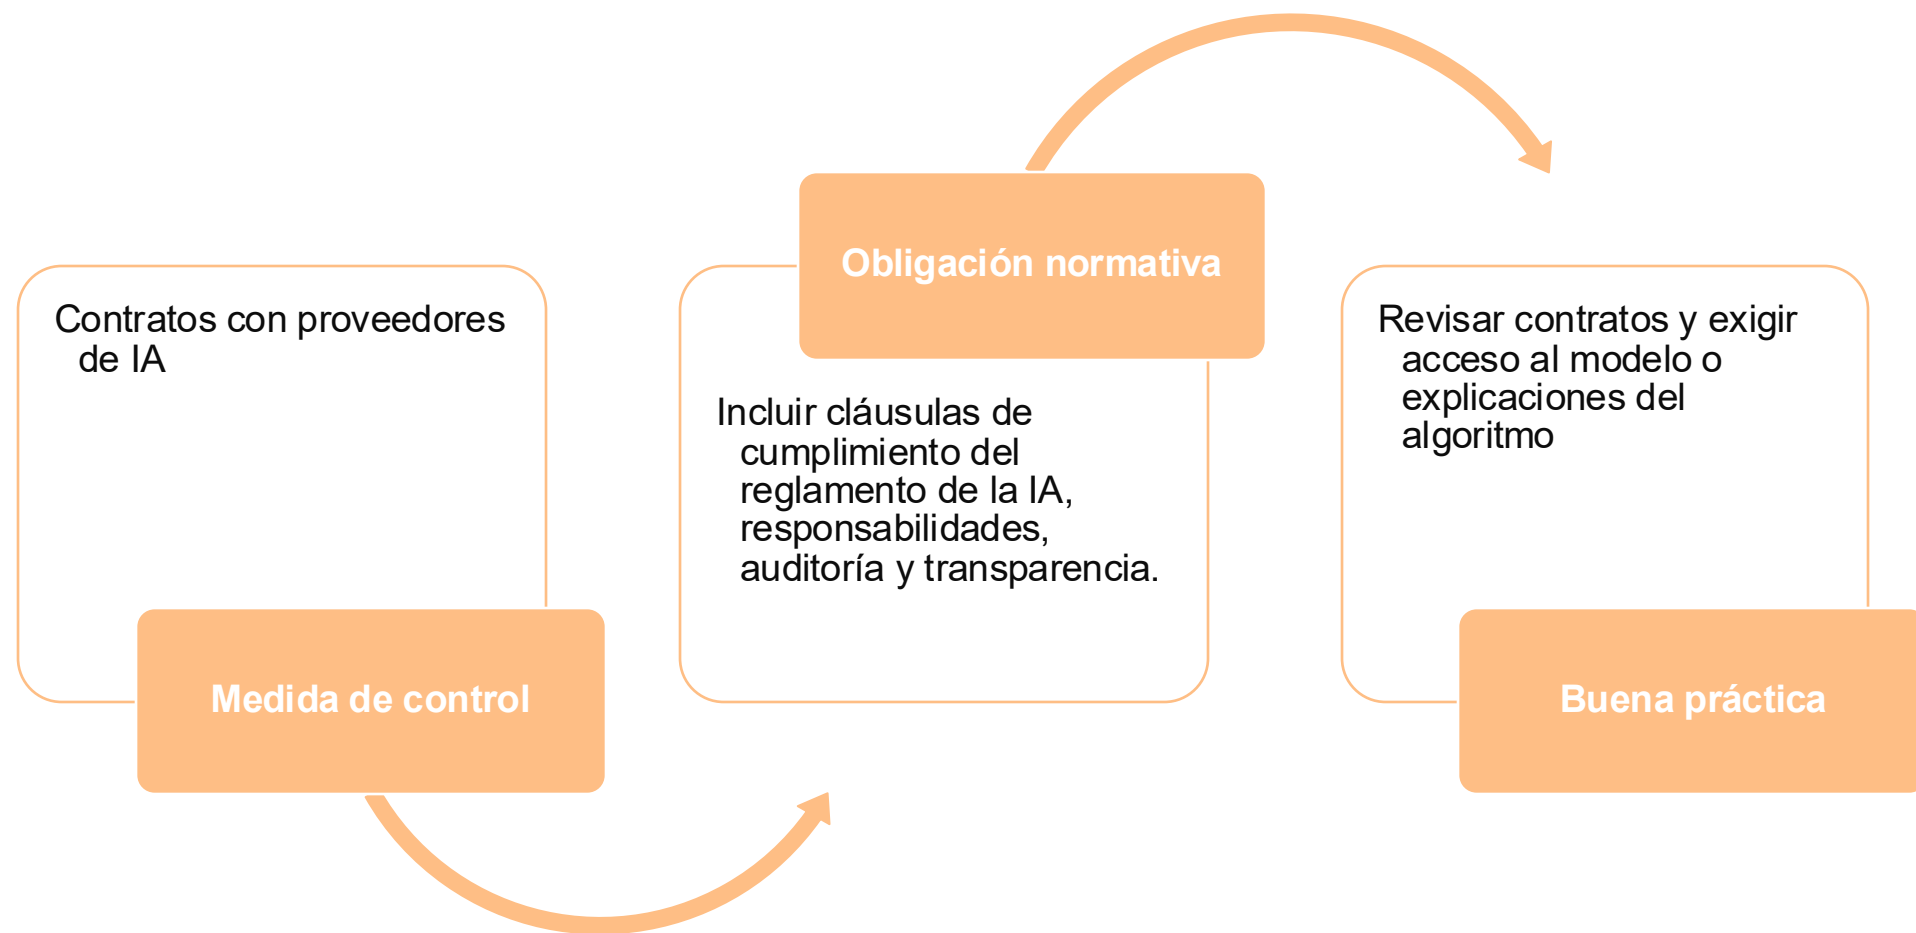 Contratos con proveedores
de IA
Medida de control
Obligación normativa
Incluir cláusulas de
cumplimiento del
reglamento de la IA,
responsabilidades,
auditoría y transparencia.
Revisar contratos y exigir
acceso al modelo o
explicaciones del
algoritmo
Buena práctica